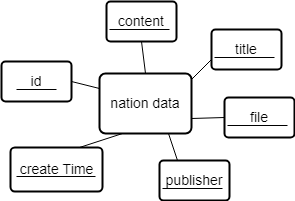 content
title
id
nation data
file
create Time
publisher